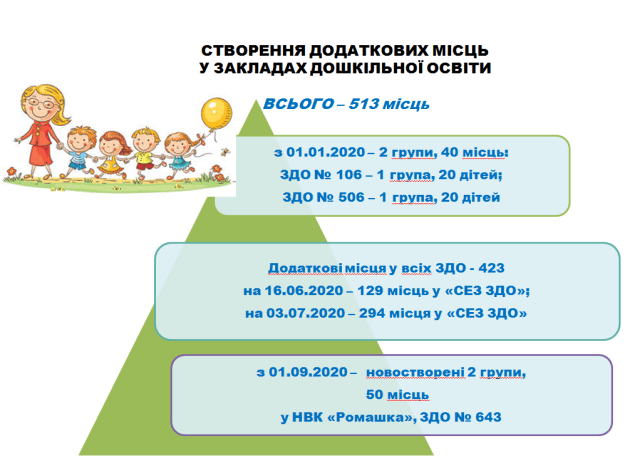 СТВОРЕННЯ ДОДАТКОВИХ МІСЦЬ
У ЗАКЛАДАХ ДОШКІЛЬНОЇ ОСВІТИ
ВСЬОГО – 513 місць
з 01.01.2020 – 2 групи, 40 місць:
ЗДО № 106 – 1 група, 20 дітей;
ЗДО № 506 – 1 група, 20 дітей
Додаткові місця у всіх ЗДО - 423
на 16.06.2020 – 129 місць у «СЕЗ ЗДО»;
на 03.07.2020 – 294 місця у «СЕЗ ЗДО»
з 01.09.2020 – новостворені 2 групи,
50 місць
у НВК «Ромашка», ЗДО № 643